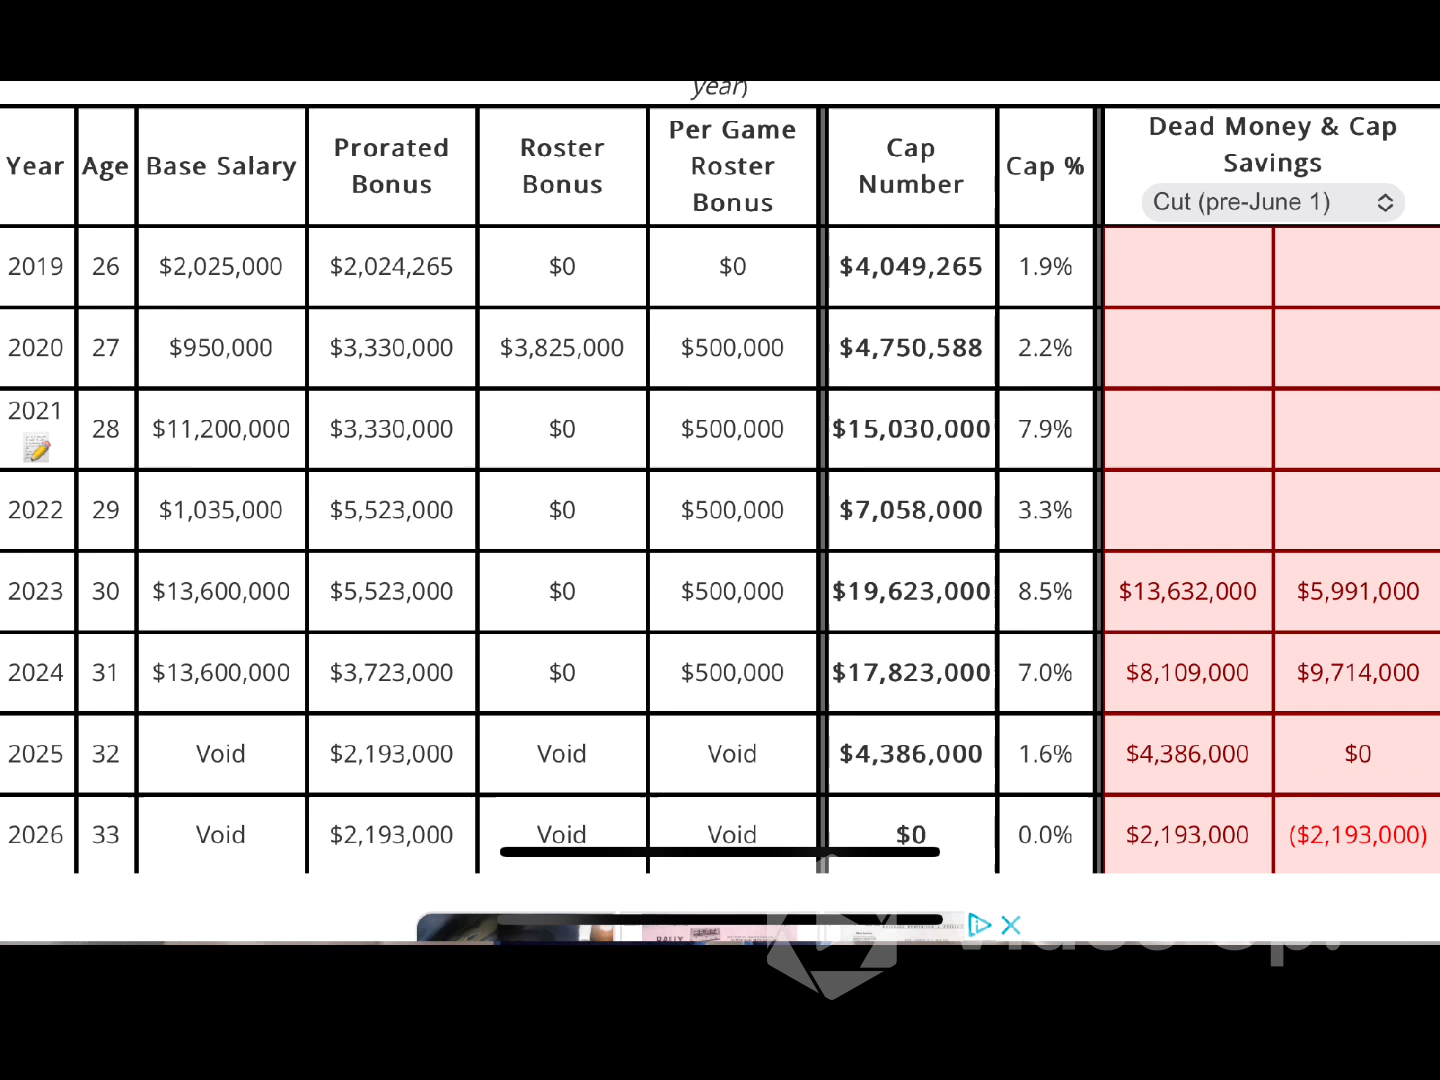 year)
Year Age Base Salary Prorated Bonus Roster Bonus Per Game Roster Bonus Cap Number Cap % Dead Money & Cap Savings
Cut (pre-June 1)
2019 26 $2,025,000 $2,024,265 $0 $0 $4,049,265 1.9%
2020 27 $950,000 $3,330,000 $3,825,000 $500,000 $4,750,588 2.2%
2021 28 $11,200,000 $3,330,000 $0 $500,000 $15,030,000 7.9%
2022 29 $1,035,000 $5,523,000 $0 $500,000 $7,058,000 3.3%
2023 30 $13,600,000 $5,523,000 $0 $500,000 $19,623,000 8.5% $13,632,000 $5,991,000
2024 31 $13,600,000 $3,723,000 $0 $500,000 $17,823,000 7.0% $8,109,000 $9,714,000
2025 32 Void $2,193,000 Void Void $4,386,000 1.6% $4,386,000 $0
2026 33 Void $2,193,000 Void Void $0 0.0% $2,193,000 ($2,193,000)